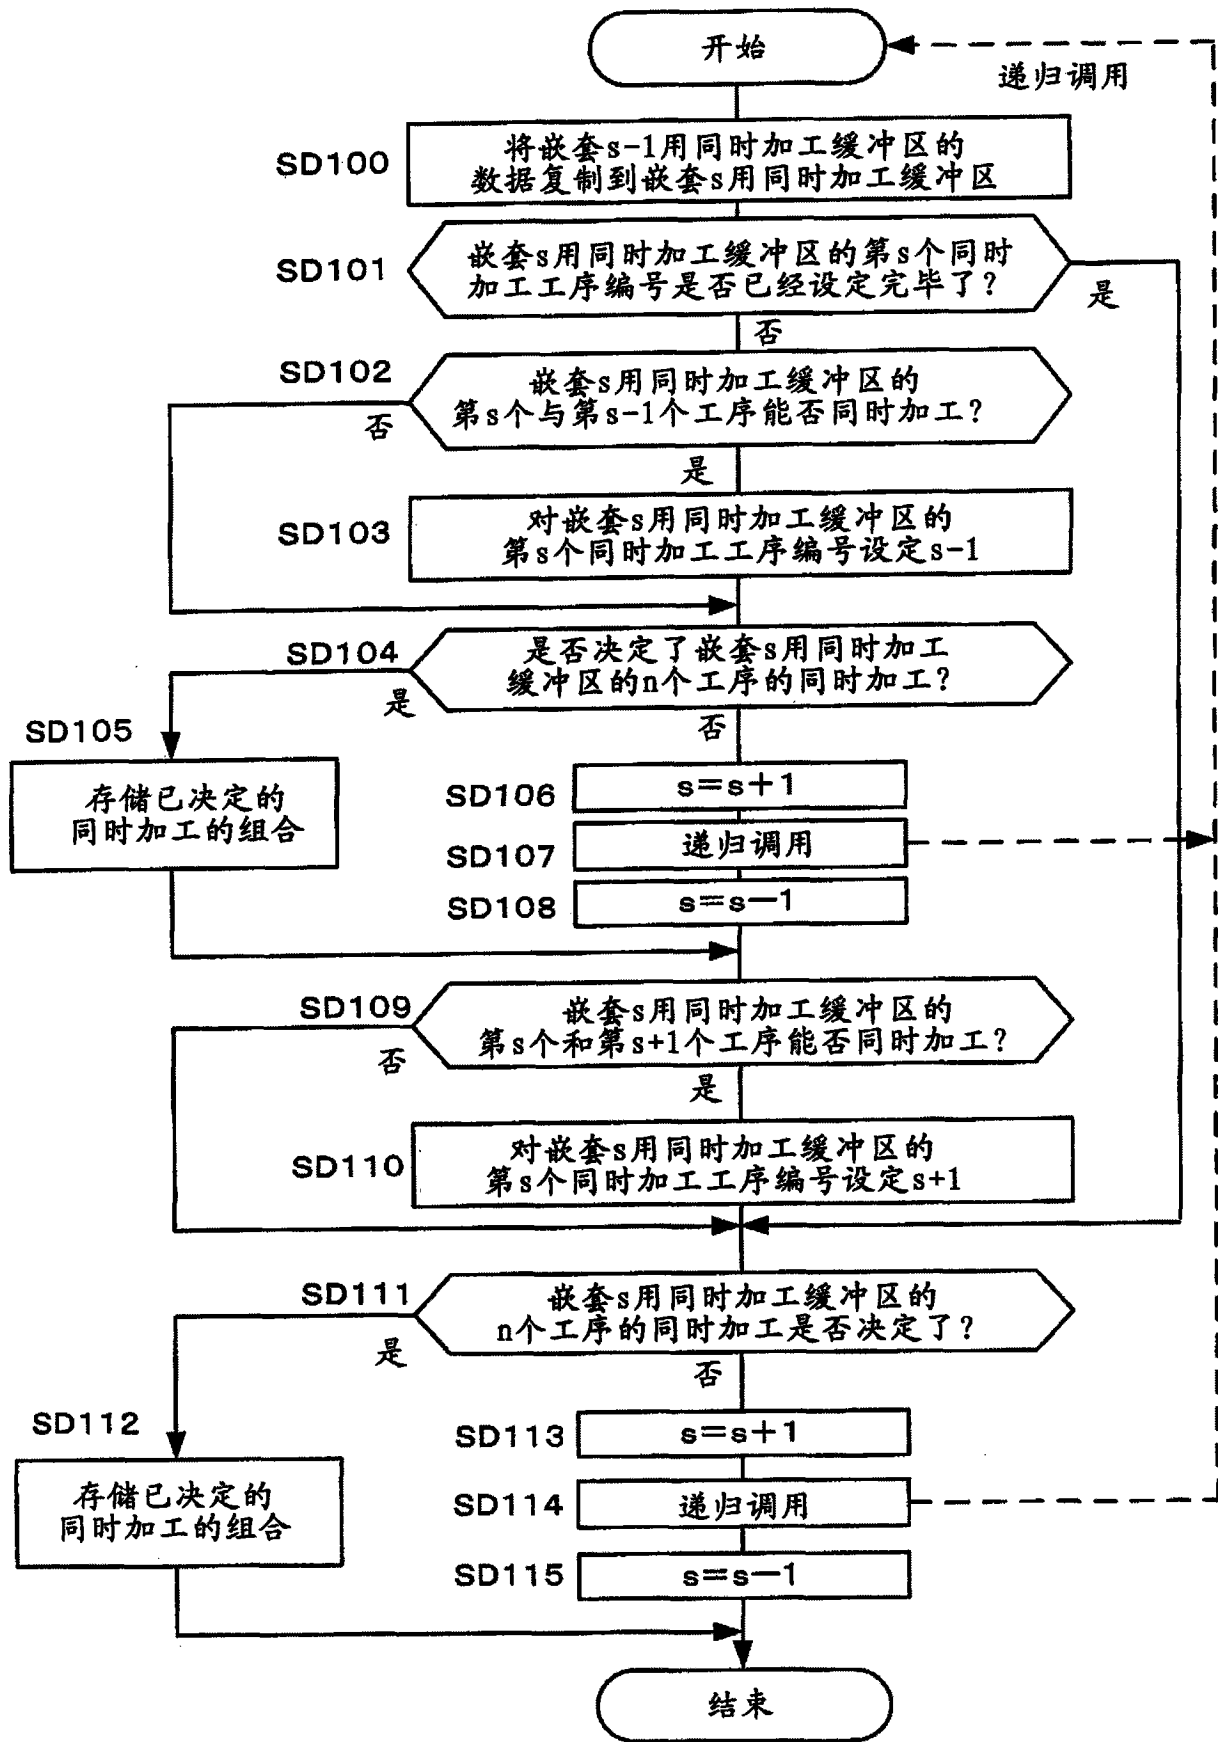 开始
递归调用
SD100
将嵌套s-1用同时加工缓冲区的
数据复制到嵌套s用同时加工缓冲区
SD101
嵌套s用同时加工缓冲区的第s个同时
加工工序编号是否已经设定完毕了?
是
否
SD102
嵌套s用同时加工缓冲区的
第s个与第s-1个工序能否同时加工?
否
是
SD103
对嵌套s用同时加工缓冲区的
第s个同时加工工序编号设定s-1
SD104
是否决定了嵌套s用同时加工
缓冲区的n个工序的同时加工?
是
否
SD105
存储已决定的
同时加工的组合
SD106
s=s+1
SD107
递归调用
SD108
s=s-1
SD109
嵌套s用同时加工缓冲区的
第s个和第s+1个工序能否同时加工?
否
是
SD110
对嵌套s用同时加工缓冲区的
第s个同时加工工序编号设定s+1
SD111
嵌套s用同时加工缓冲区的
n个工序的同时加工是否决定了?
是
否
SD112
存储已决定的
同时加工的组合
SD113
s=s+1
SD114
递归调用
SD115
s=s-1
结束